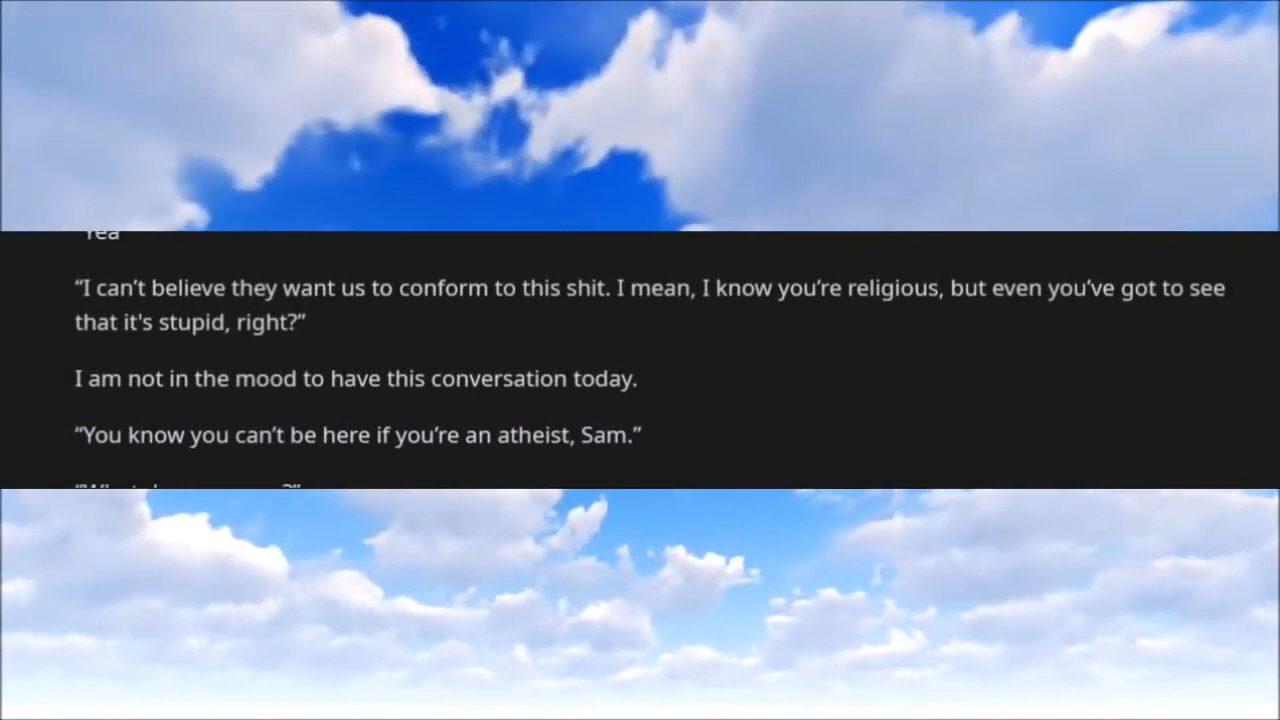 Yea
“I can’t believe they want us to conform to this shit. I mean, I know you’re religious, but even you’ve got to see
that it's stupid, right?”
I am not in the mood to have this conversation today.
“You know you can’t be here if you’re an atheist, Sam.”